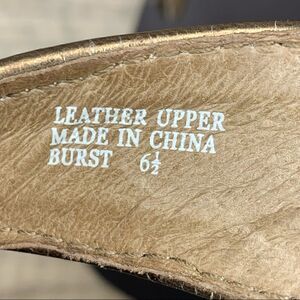 LEATHER UPPER
MADE IN CHINA
BURST 6½